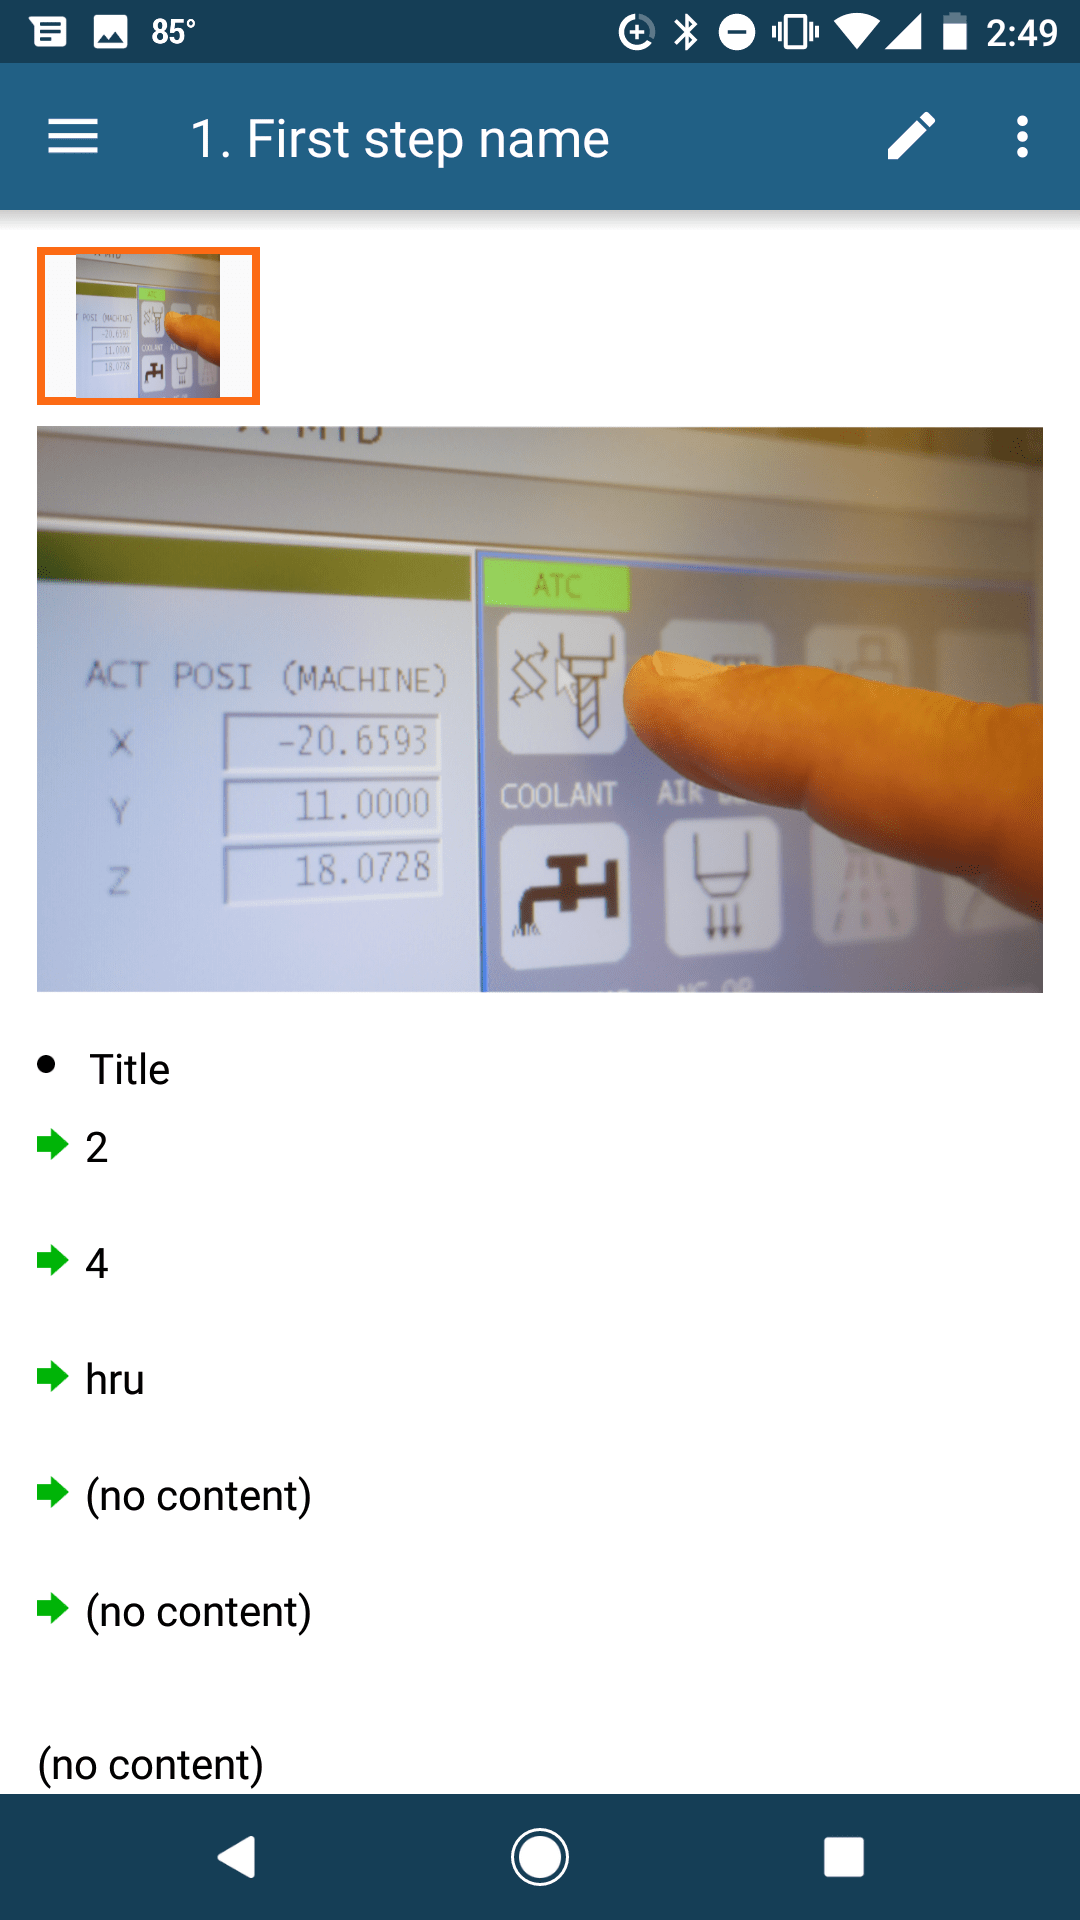 85°
2:49
1. First step name
ATC
ACT POSI (MACHINE)
X -20.6593
Y 11.0000
Z 18.0728
COOLANT AIR
Title
2
4
hru
(no content)
(no content)
(no content)